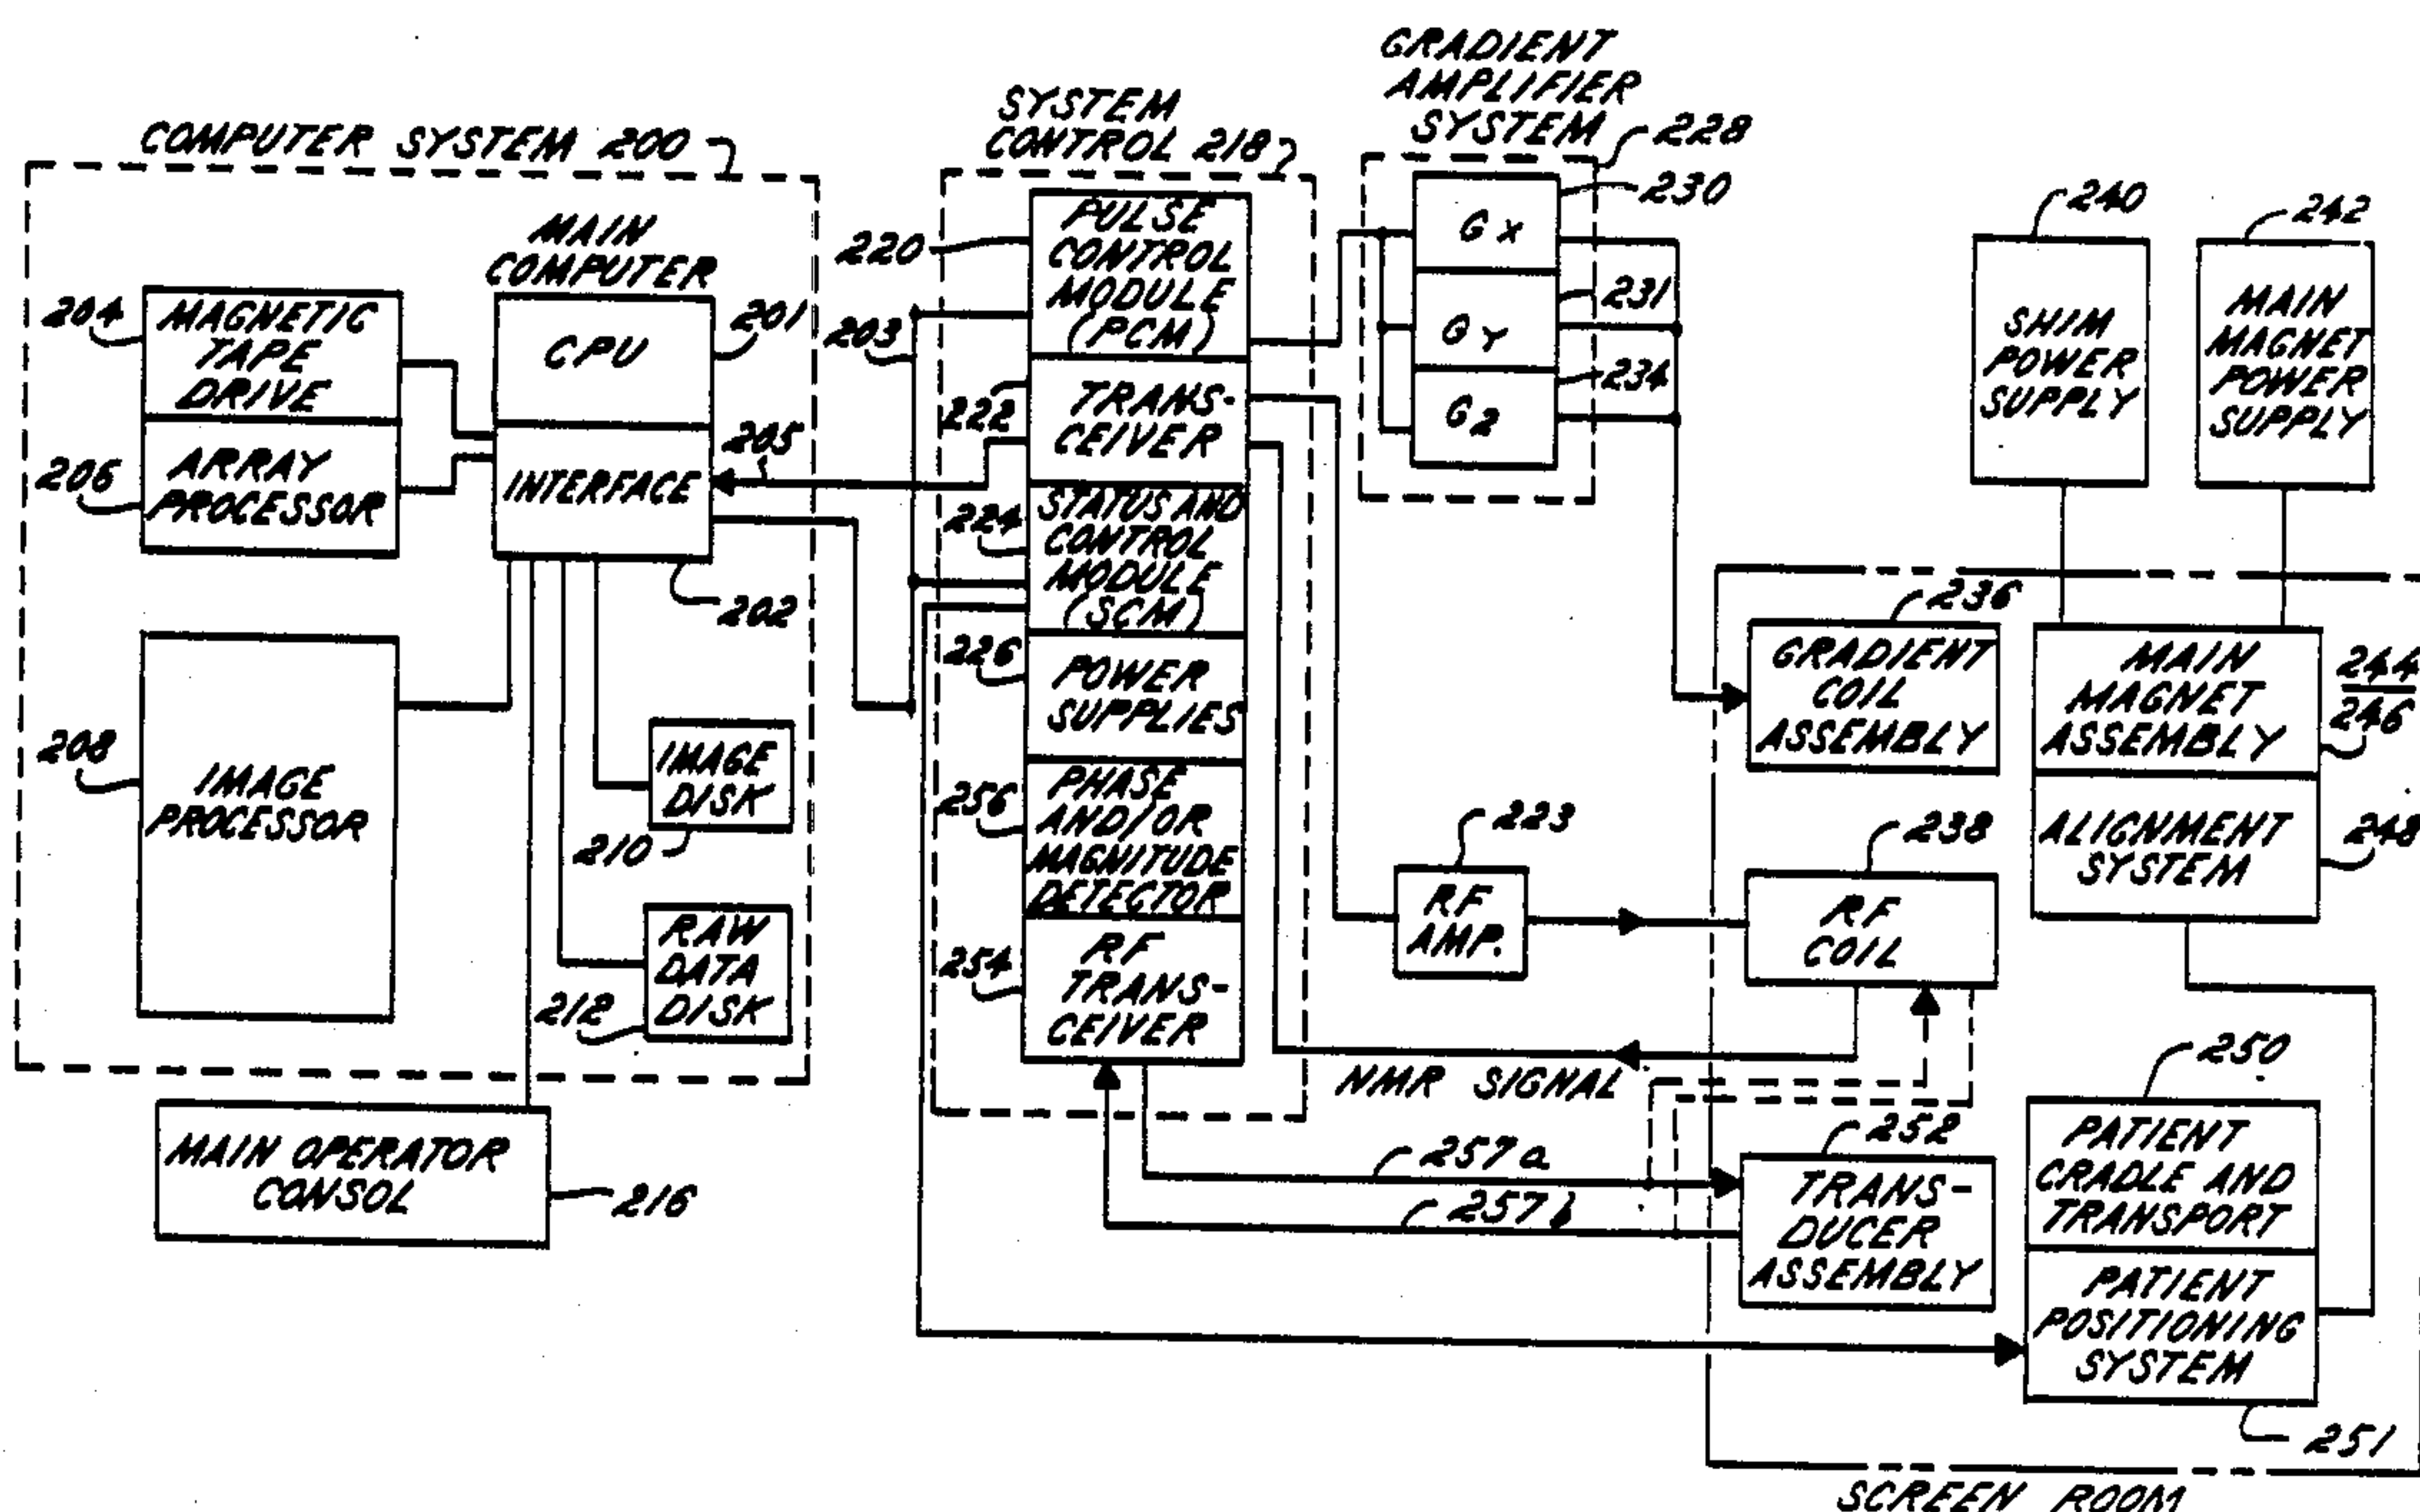 COMPUTER SYSTEM 200
MAIN
COMPUTER
204
MAGNETIC
TAPE
DRIVE
CPU
201
206
ARRAY
PROCESSOR
INTERFACE
205
202
208
IMAGE
PROCESSOR
IMAGE
DISK
210
RAW
DATA
DISK
212
MAIN OPERATOR
CONSOL
216
203
SYSTEM
CONTROL 218
220
PULSE
CONTROL
MODULE
(PCM)
222
TRANS-
CEIVER
224
STATUS AND
CONTROL
MODULE
(SCM)
226
POWER
SUPPLIES
256
PHASE
AND/OR
MAGNITUDE
DETECTOR
254
RF
TRANS-
CEIVER
GRADIENT
AMPLIFIER
SYSTEM
228
GX
230
GY
231
GZ
234
240
SHIM
POWER
SUPPLY
242
MAIN
MAGNET
POWER
SUPPLY
236
GRADIENT
COIL
ASSEMBLY
MAIN
MAGNET
ASSEMBLY
244
246
ALIGNMENT
SYSTEM
248
223
RF
AMP.
238
RF
COIL
NMR SIGNAL
257a
257b
252
TRANS-
DUCER
ASSEMBLY
250
PATIENT
CRADLE AND
TRANSPORT
PATIENT
POSITIONING
SYSTEM
251
SCREEN ROOM